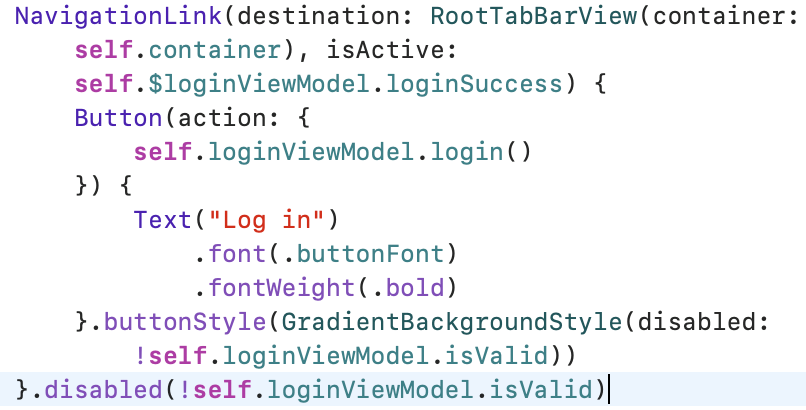 NavigationLink(destination: RootTabBarView(container:
self.container), isActive:
self.$loginViewModel.loginSuccess) {
Button(action: {
self.loginViewModel.login()
}) {
Text("Log in")
.font(.buttonFont)
.fontWeight(.bold)
}.buttonStyle(GradientBackgroundStyle(disabled:
!self.loginViewModel.isValid))
}.disabled(!self.loginViewModel.isValid)